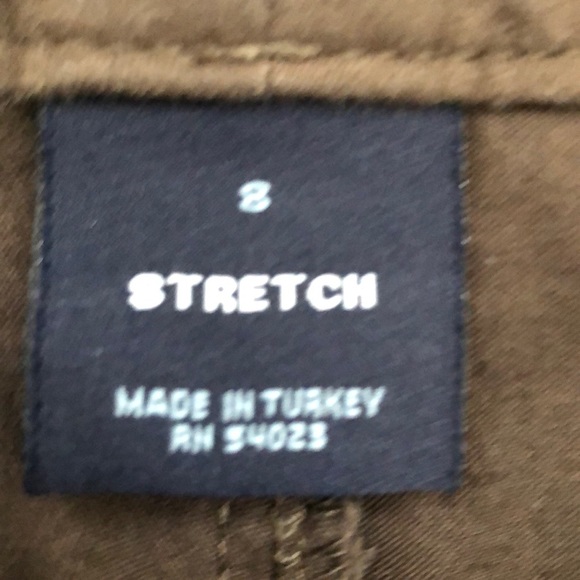 8
STRETCH
MADE IN TURKEY
RN 54023